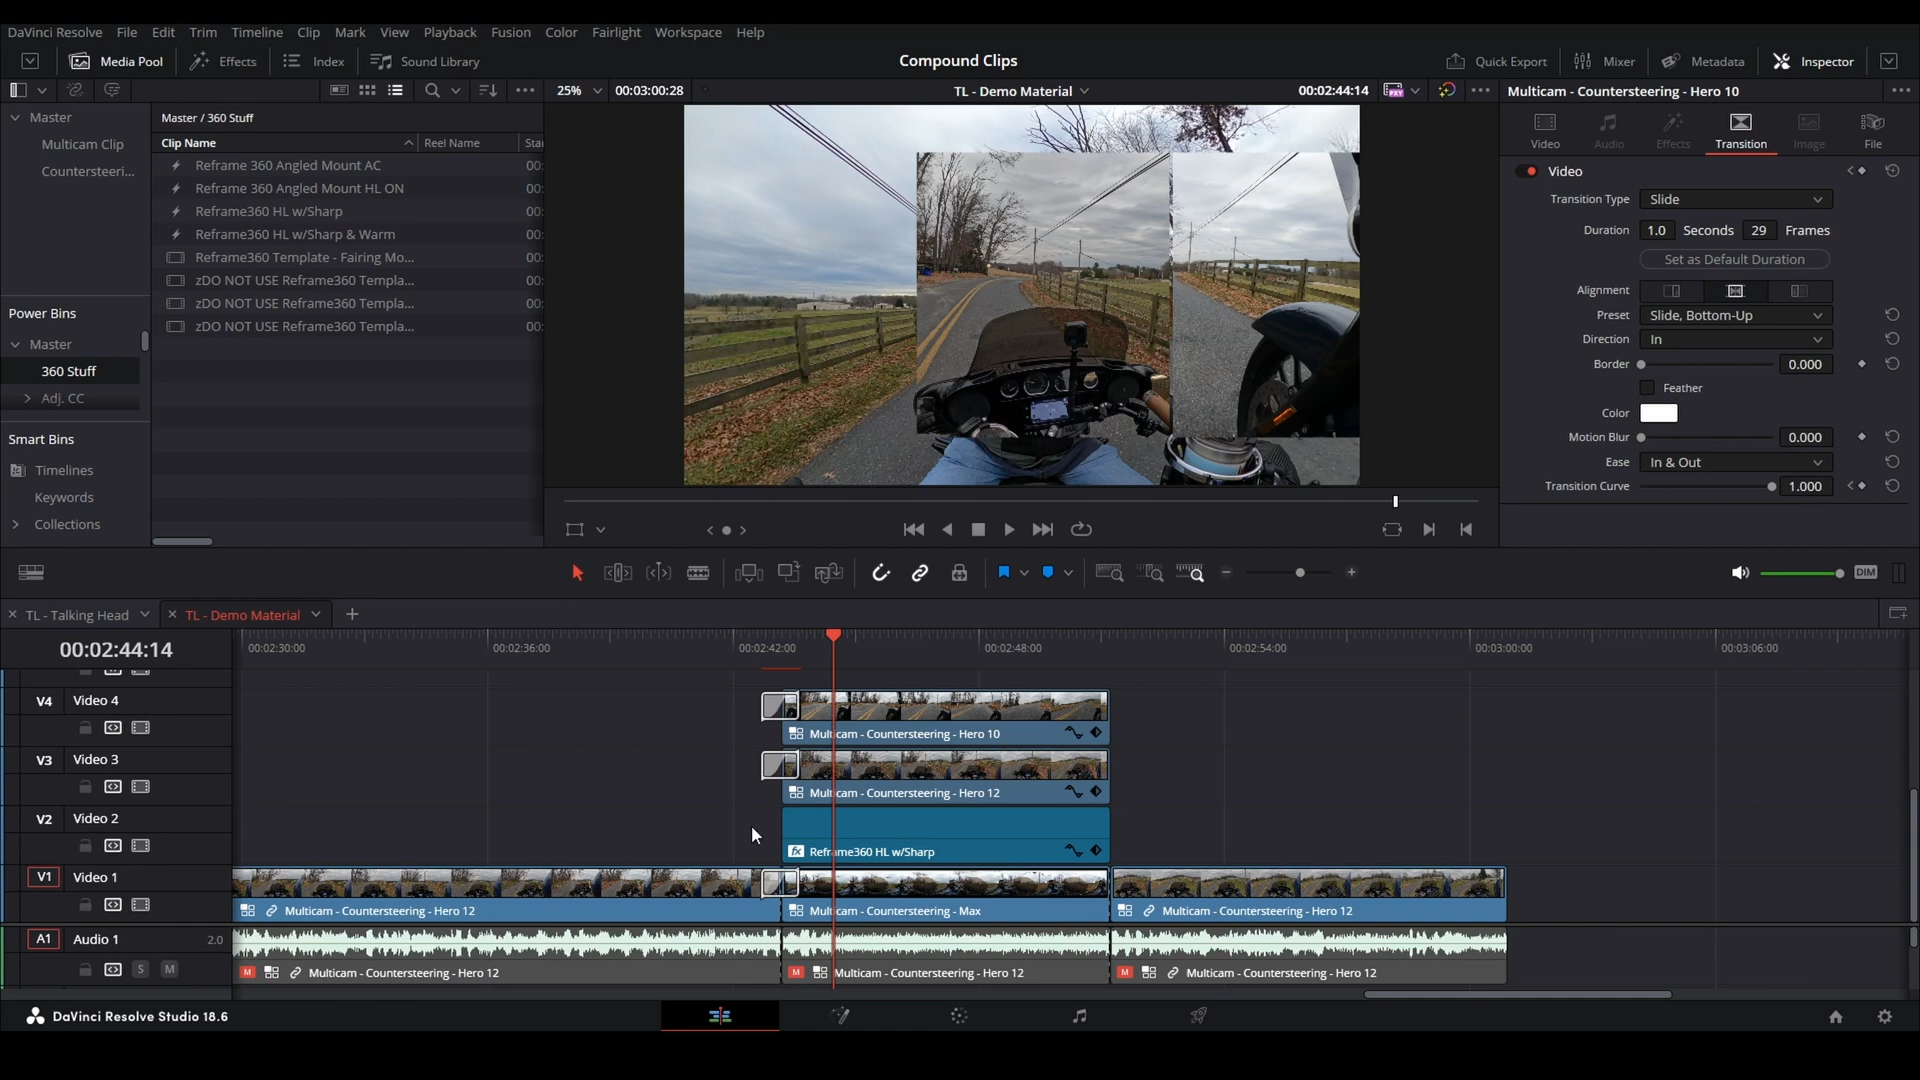 DaVinci Resolve File Edit Trim Timeline Clip Mark View Playback Fusion Color Fairlight Workspace Help
Media Pool Effects Index Sound Library Compound Clips Quick Export Mixer Metadata Inspector
25% 00:03:00:28 TL - Demo Material 00:02:44:14 Multicam - Countersteering - Hero 10
Master
Multicam Clip
Countersteeri...
Power Bins
Master
360 Stuff
Adj. CC
Smart Bins
Timelines
Keywords
Collections
Master / 360 Stuff
Clip Name Reel Name Star
Reframe 360 Angled Mount AC 00:
Reframe 360 Angled Mount HL ON 00:
Reframe360 HL w/Sharp 00:
Reframe360 HL w/Sharp & Warm 00:
Reframe360 Template - Fairing Mo... 00:
zDO NOT USE Reframe360 Templa... 00:
zDO NOT USE Reframe360 Templa... 00:
zDO NOT USE Reframe360 Templa... 00:
Video Audio Effects Transition Image File
Video
Transition Type Slide
Duration 1.0 Seconds 29 Frames
Set as Default Duration
Alignment
Preset Slide, Bottom-Up
Direction In
Border 0.000
Feather
Color
Motion Blur 0.000
Ease In & Out
Transition Curve 1.000
DIM
TL - Talking Head TL - Demo Material
00:02:44:14 00:02:30:00 00:02:36:00 00:02:42:00 00:02:48:00 00:02:54:00 00:03:00:00 00:03:06:00
V4 Video 4
Multicam - Countersteering - Hero 10
V3 Video 3
Multicam - Countersteering - Hero 12
V2 Video 2
fx Reframe360 HL w/Sharp
V1 Video 1
Multicam - Countersteering - Hero 12 Multicam - Countersteering - Max Multicam - Countersteering - Hero 12
A1 Audio 1 2.0
S M M Multicam - Countersteering - Hero 12 M Multicam - Countersteering - Hero 12 M Multicam - Countersteering - Hero 12
DaVinci Resolve Studio 18.6